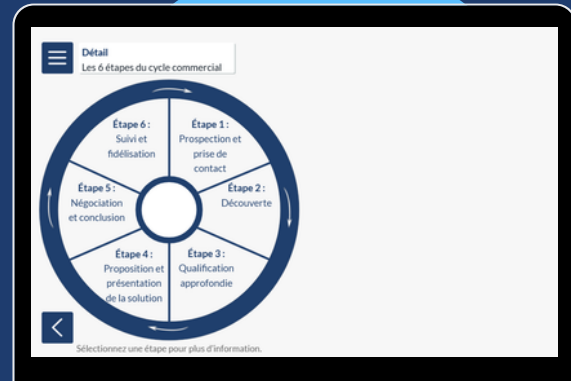 Détail
Les 6 étapes du cycle commercial
Étape 1 :
Prospection et
prise de
contact
Étape 2 :
Découverte
Étape 3 :
Qualification
approfondie
Étape 4 :
Proposition et
présentation
de la solution
Étape 5 :
Négociation
et conclusion
Étape 6 :
Suivi et
fidélisation
Sélectionnez une étape pour plus d'information.